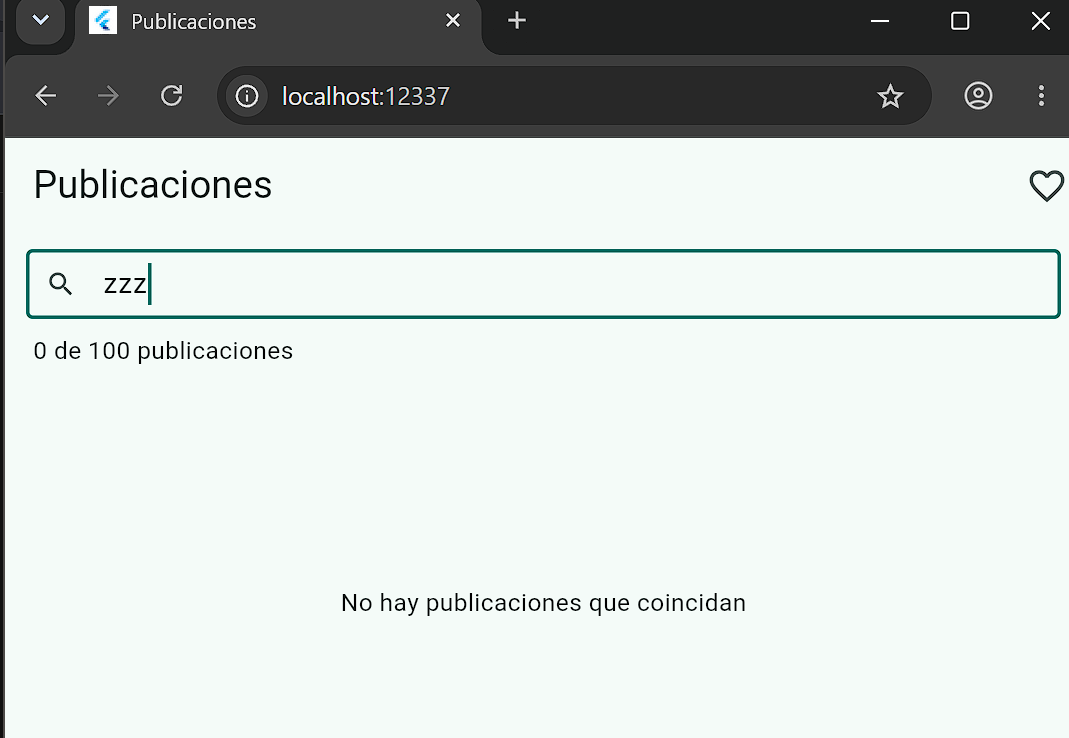 Publicaciones
localhost:12337
Publicaciones
zzz
0 de 100 publicaciones
No hay publicaciones que coincidan